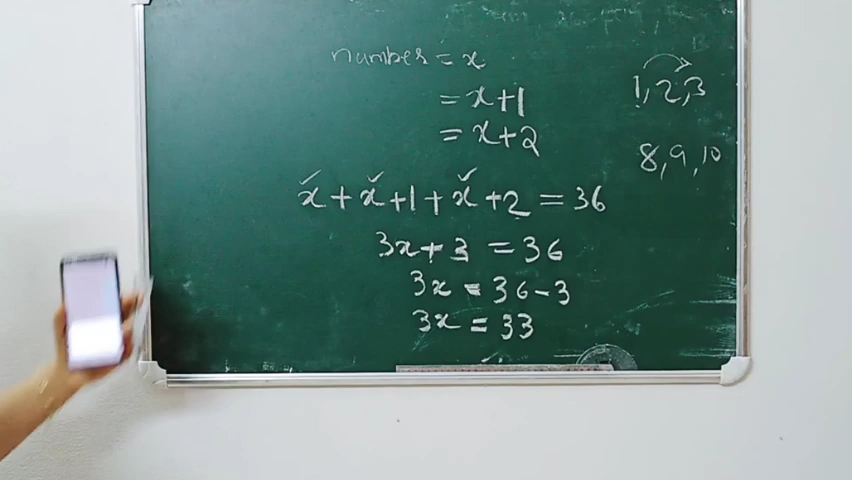 number = x
= x+1
= x+2
1, 2, 3
8, 9, 10
x + x + 1 + x + 2 = 36
3x + 3 = 36
3x = 36 - 3
3x = 33